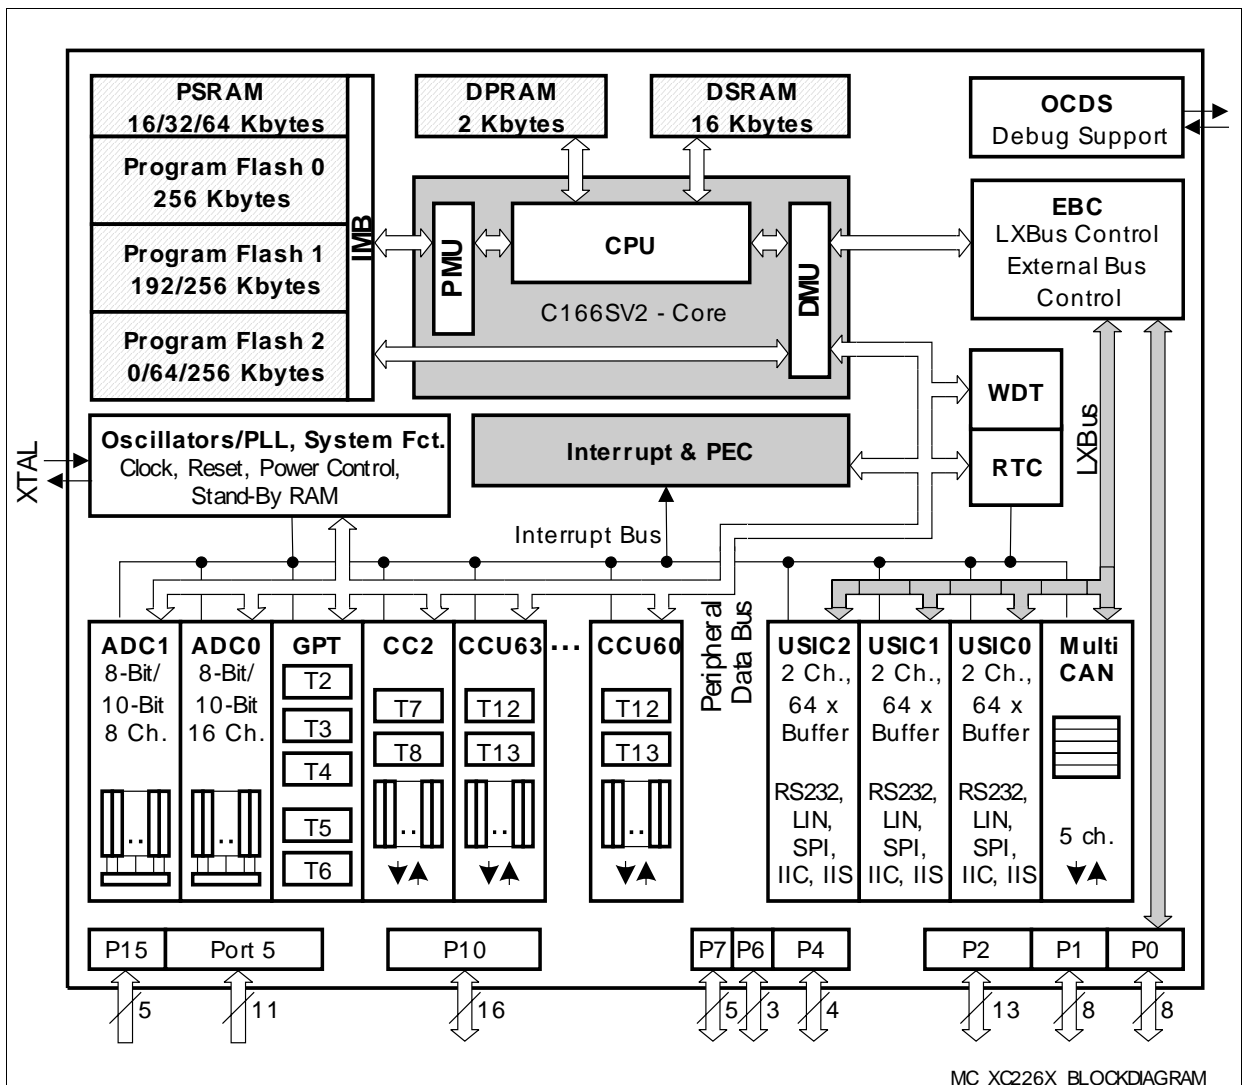 PSRAM
16/32/64 Kbytes
Program Flash 0
256 Kbytes
Program Flash 1
192/256 Kbytes
Program Flash 2
0/64/256 Kbytes
IMB
DPRAM
2 Kbytes
DSRAM
16 Kbytes
OCDS
Debug Support
PMU
CPU
DMU
C166SV2 - Core
EBC
LXBus Control
External Bus
Control
WDT
RTC
LXBus
XTAL
Oscillators/PLL, System Fct.
Clock, Reset, Power Control,
Stand-By RAM
Interrupt & PEC
Interrupt Bus
Peripheral
Data Bus
ADC1
8-Bit/
10-Bit
8 Ch.
..
ADC0
8-Bit/
10-Bit
16 Ch.
..
GPT
T2
T3
T4
T5
T6
CC2
T7
T8
..
CCU63
T12
T13
..
...
CCU60
T12
T13
..
USIC2
2 Ch.,
64 x
Buffer
RS232,
LIN,
SPI,
IIC, IIS
USIC1
2 Ch.,
64 x
Buffer
RS232,
LIN,
SPI,
IIC, IIS
USIC0
2 Ch.,
64 x
Buffer
RS232,
LIN,
SPI,
IIC, IIS
Multi
CAN
5 ch.
P15
Port 5
P10
P7
P6
P4
P2
P1
P0
5
11
16
5
3
4
13
8
8
MC_XC226X_BLOCKDIAGRAM